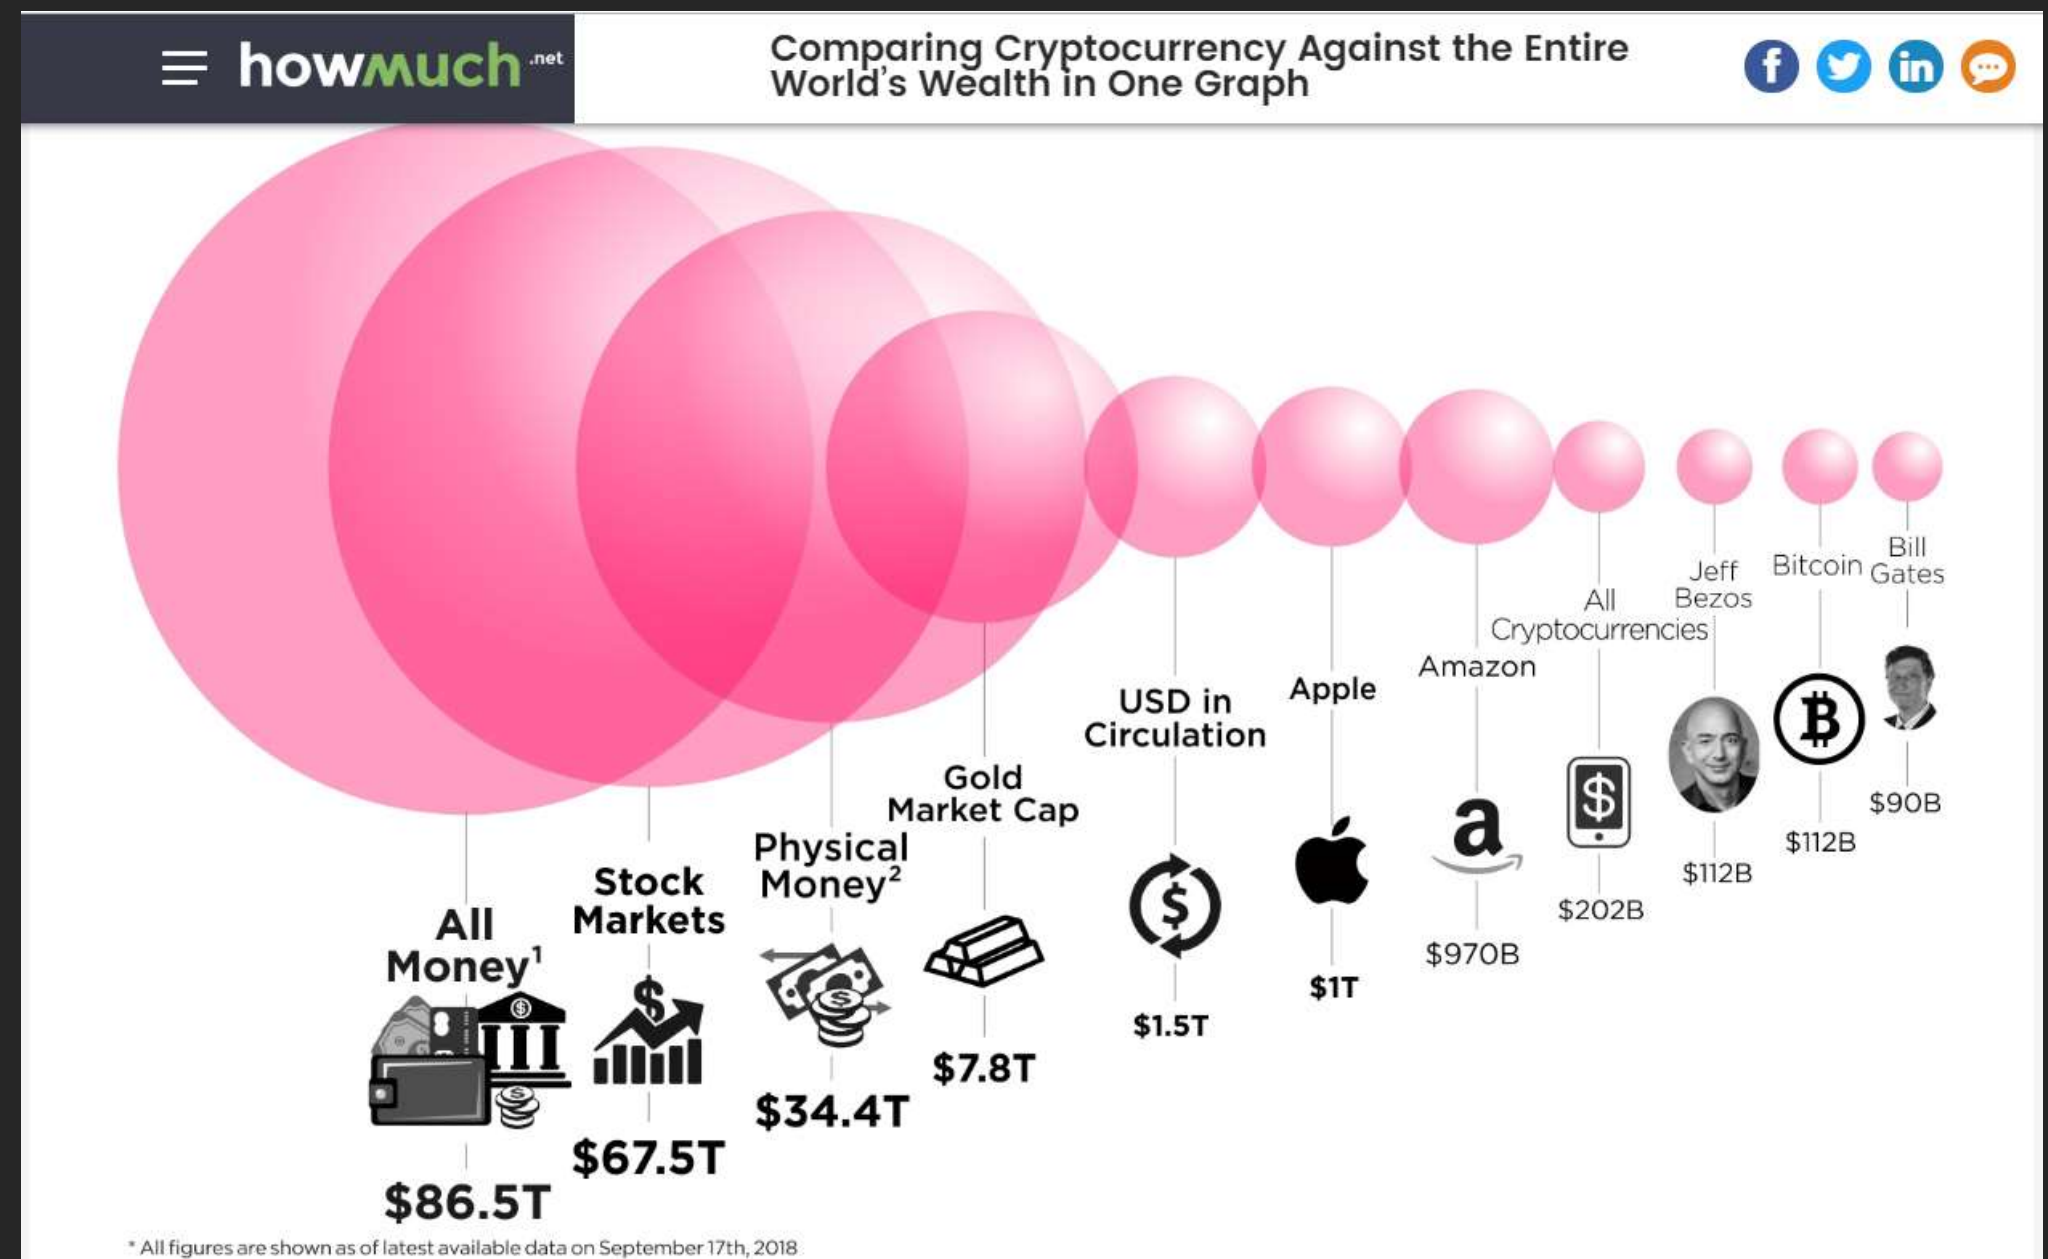 howmuch.net
Comparing Cryptocurrency Against the Entire
World's Wealth in One Graph
All
Money¹
$86.5T
Stock
Markets
$67.5T
Physical
Money²
$34.4T
Gold
Market Cap
$7.8T
USD in
Circulation
$1.5T
Apple
$1T
Amazon
$970B
All
Cryptocurrencies
$202B
Jeff
Bezos
$112B
Bitcoin
$112B
Bill
Gates
$90B
* All figures are shown as of latest available data on September 17th, 2018